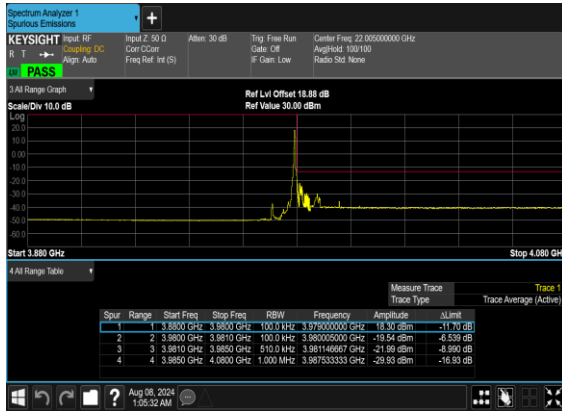 Spectrum Analyzer 1
Spurious Emissions
KEYSIGHT Input: RF Input Z: 50 Ω Atten: 30 dB Trig: Free Run Center Freq: 22.005000000 GHz
R T Coupling: DC Corr CCorr Gate: Off Avg|Hold: 100/100
Align: Auto Freq Ref: Int (S) IF Gain: Low Radio Std: None
PASS
3 All Range Graph Ref Lvl Offset 18.88 dB
Scale/Div 10.0 dB Ref Value 30.00 dBm
Log
20.0
10.0
0.00
-10.0
-20.0
-30.0
-40.0
-50.0
-60.0
Start 3.880 GHz Stop 4.080 GH
4 All Range Table
Measure Trace Trace 1
Trace Type Trace Average (Active)
Spur Range Start Freq Stop Freq RBW Frequency Amplitude ΔLimit
1 1 3.8800 GHz 3.9800 GHz 100.0 kHz 3.979000000 GHz 18.30 dBm -11.70 dB
2 2 3.9800 GHz 3.9810 GHz 100.0 kHz 3.980005000 GHz -19.54 dBm -6.539 dB
3 3 3.9810 GHz 3.9850 GHz 510.0 kHz 3.981146667 GHz -21.99 dBm -8.990 dB
4 4 3.9850 GHz 4.0800 GHz 1.000 MHz 3.987533333 GHz -29.93 dBm -16.93 dB
Aug 08, 2024
1:05:32 AM